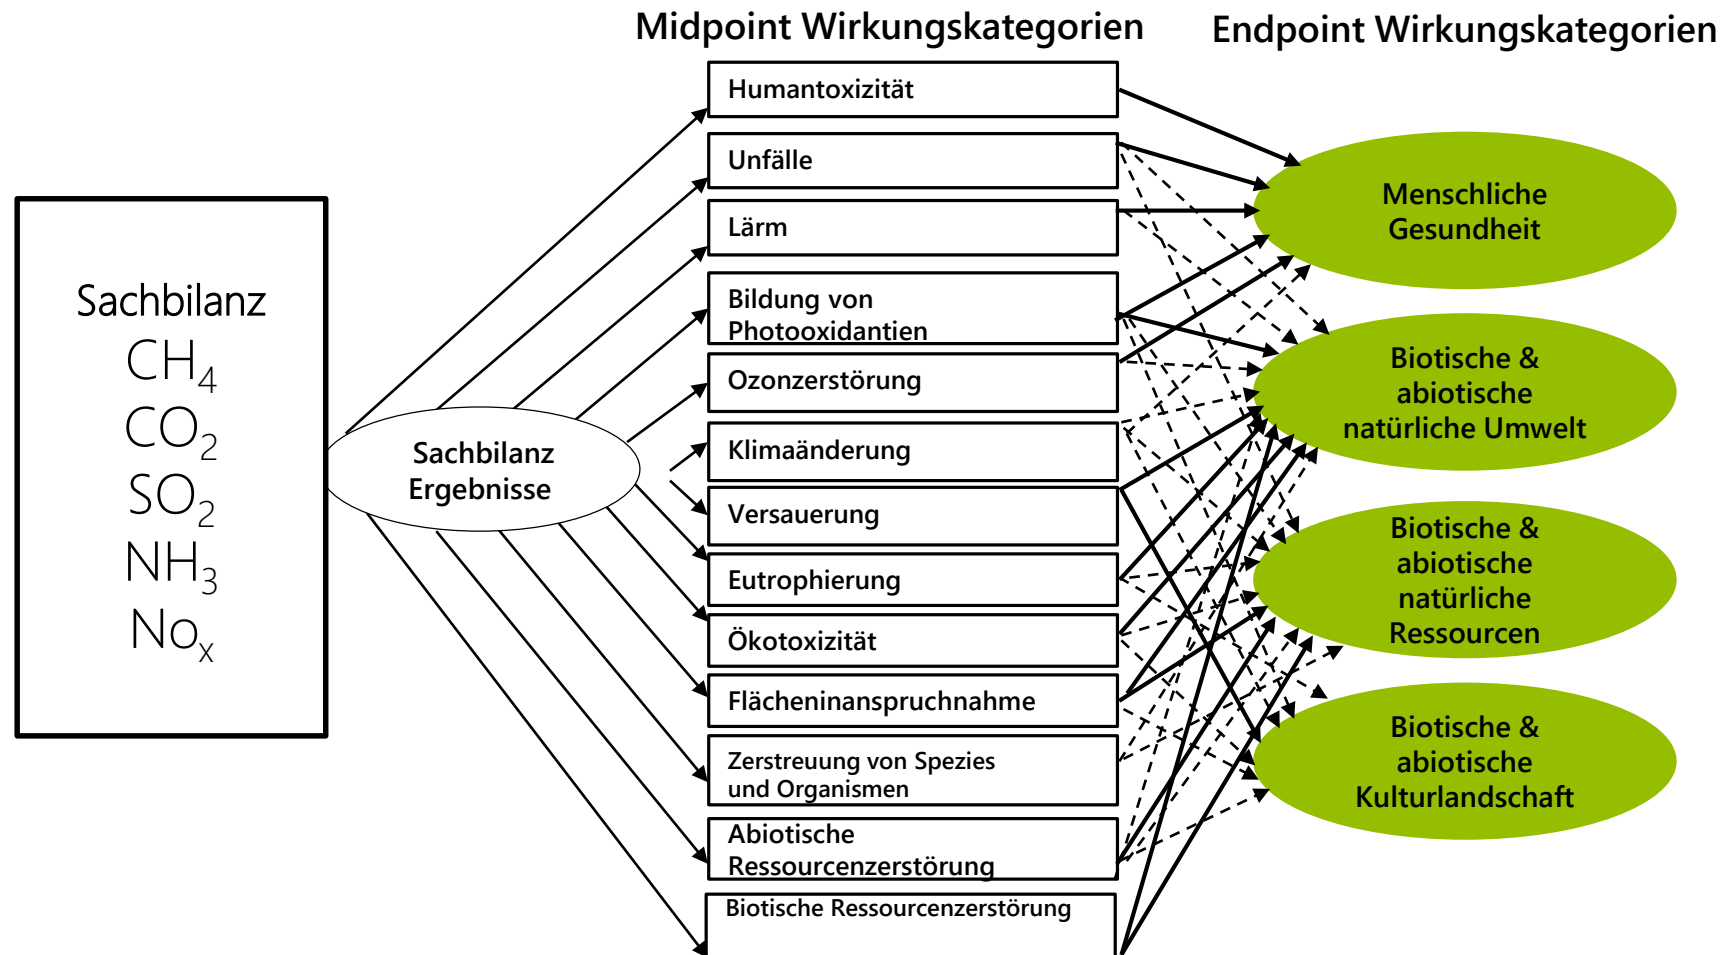 Midpoint Wirkungskategorien
Endpoint Wirkungskategorien
Sachbilanz
CH₄
CO₂
SO₂
NH₃
Noₓ
Sachbilanz
Ergebnisse
Humantoxizität
Unfälle
Lärm
Bildung von
Photooxidantien
Ozonzerstörung
Klimaänderung
Versauerung
Eutrophierung
Ökotoxizität
Flächeninanspruchnahme
Zerstreuung von Spezies
und Organismen
Abiotische
Ressourcenzerstörung
Biotische Ressourcenzerstörung
Menschliche
Gesundheit
Biotische &
abiotische
natürliche Umwelt
Biotische &
abiotische
natürliche
Ressourcen
Biotische &
abiotische
Kulturlandschaft